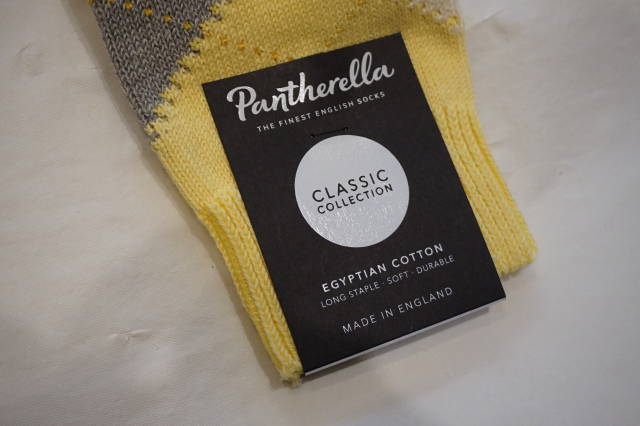 Pantherella
THE FINEST ENGLISH SOCKS
CLASSIC
COLLECTION
EGYPTIAN COTTON
LONG STAPLE · SOFT · DURABLE
MADE IN ENGLAND